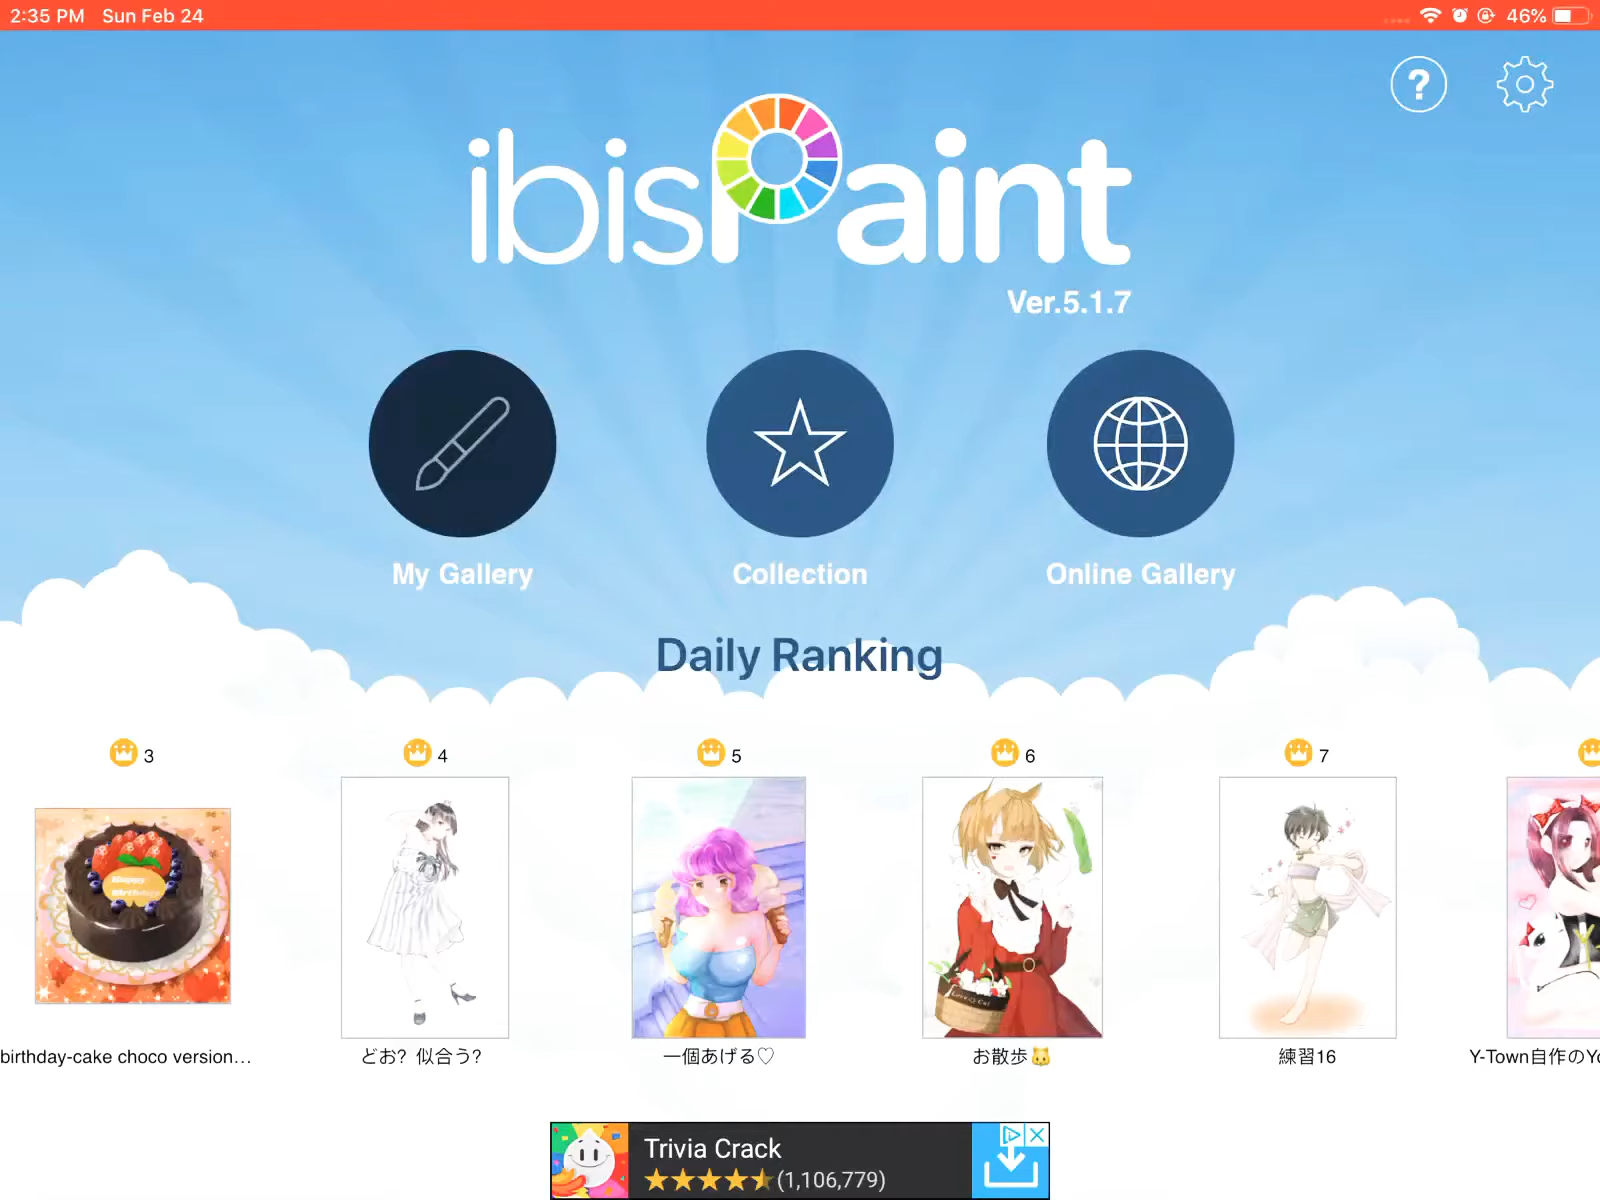 2:35 PM Sun Feb 24
46%
?
ibisPaint
Ver.5.1.7
My Gallery
Collection
Online Gallery
Daily Ranking
3
4
5
6
7
birthday-cake choco version...
どお？似合う?
一個あげる♡
お散歩🐱
練習16
Y-Town自作のYo
Trivia Crack
(1,106,779)